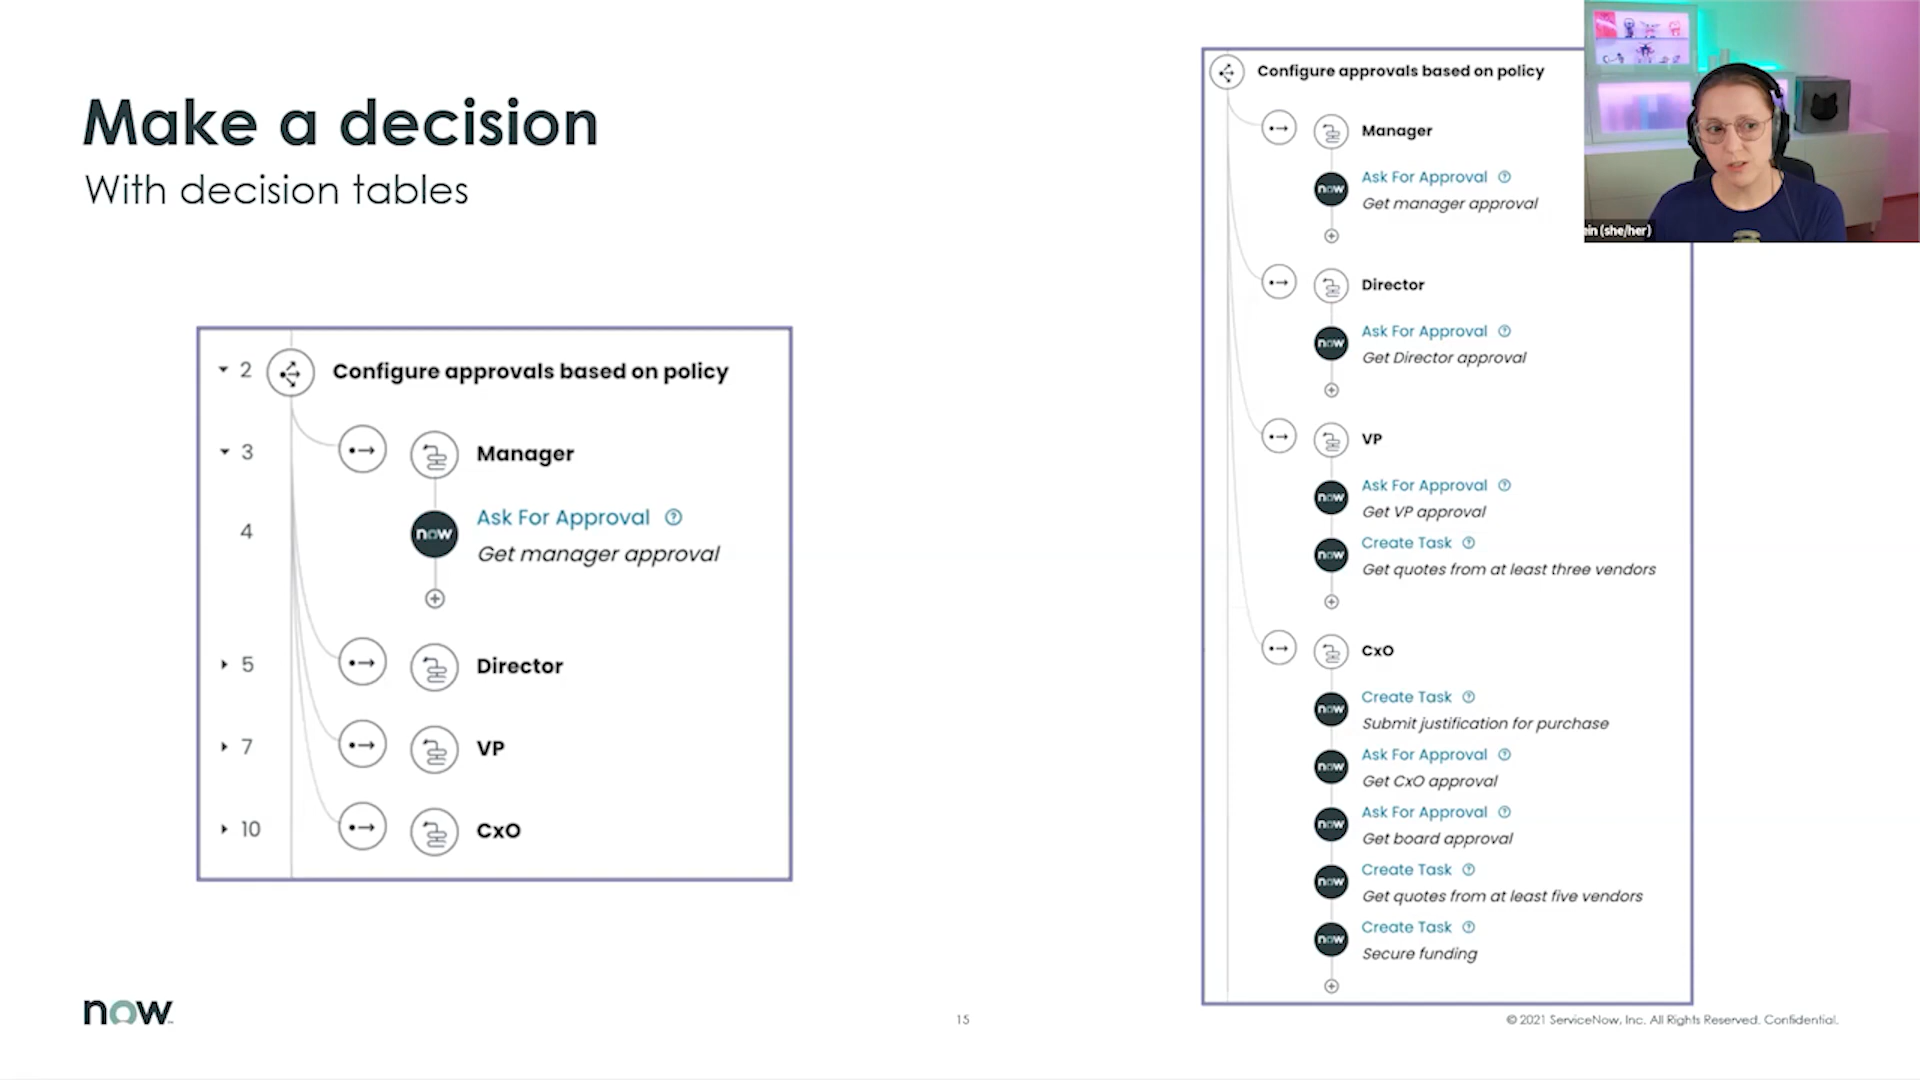 Make a decision
With decision tables
2 Configure approvals based on policy
3 Manager
4 Ask For Approval
Get manager approval
5 Director
7 VP
10 CxO
Configure approvals based on policy
Manager
now Ask For Approval
Get manager approval
Director
now Ask For Approval
Get Director approval
VP
now Ask For Approval
Get VP approval
now Create Task
Get quotes from at least three vendors
CxO
now Create Task
Submit justification for purchase
now Ask For Approval
Get CxO approval
now Ask For Approval
Get board approval
now Create Task
Get quotes from at least five vendors
now Create Task
Secure funding
(she/her)
now
15
© 2021 ServiceNow, Inc. All Rights Reserved. Confidential.